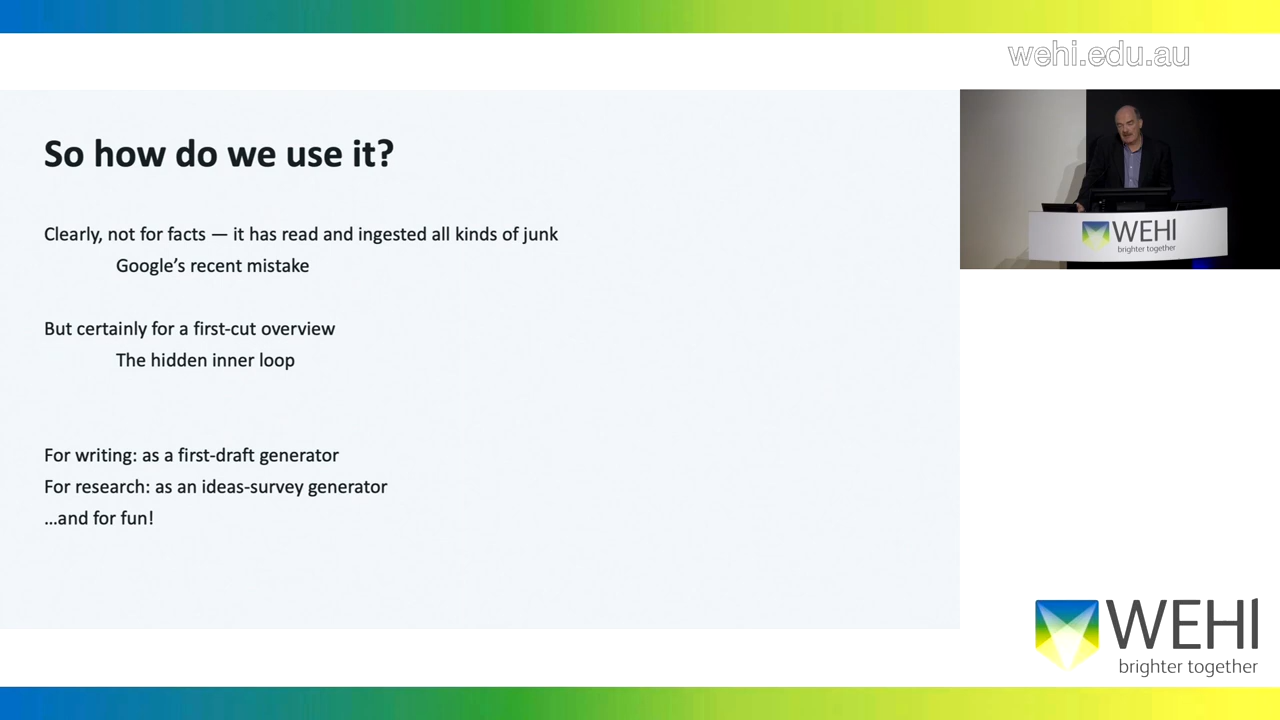 wehi.edu.au
So how do we use it?
Clearly, not for facts — it has read and ingested all kinds of junk
Google's recent mistake
But certainly for a first-cut overview
The hidden inner loop
For writing: as a first-draft generator
For research: as an ideas-survey generator
...and for fun!
WEHI
brighter together
WEHI
brighter together